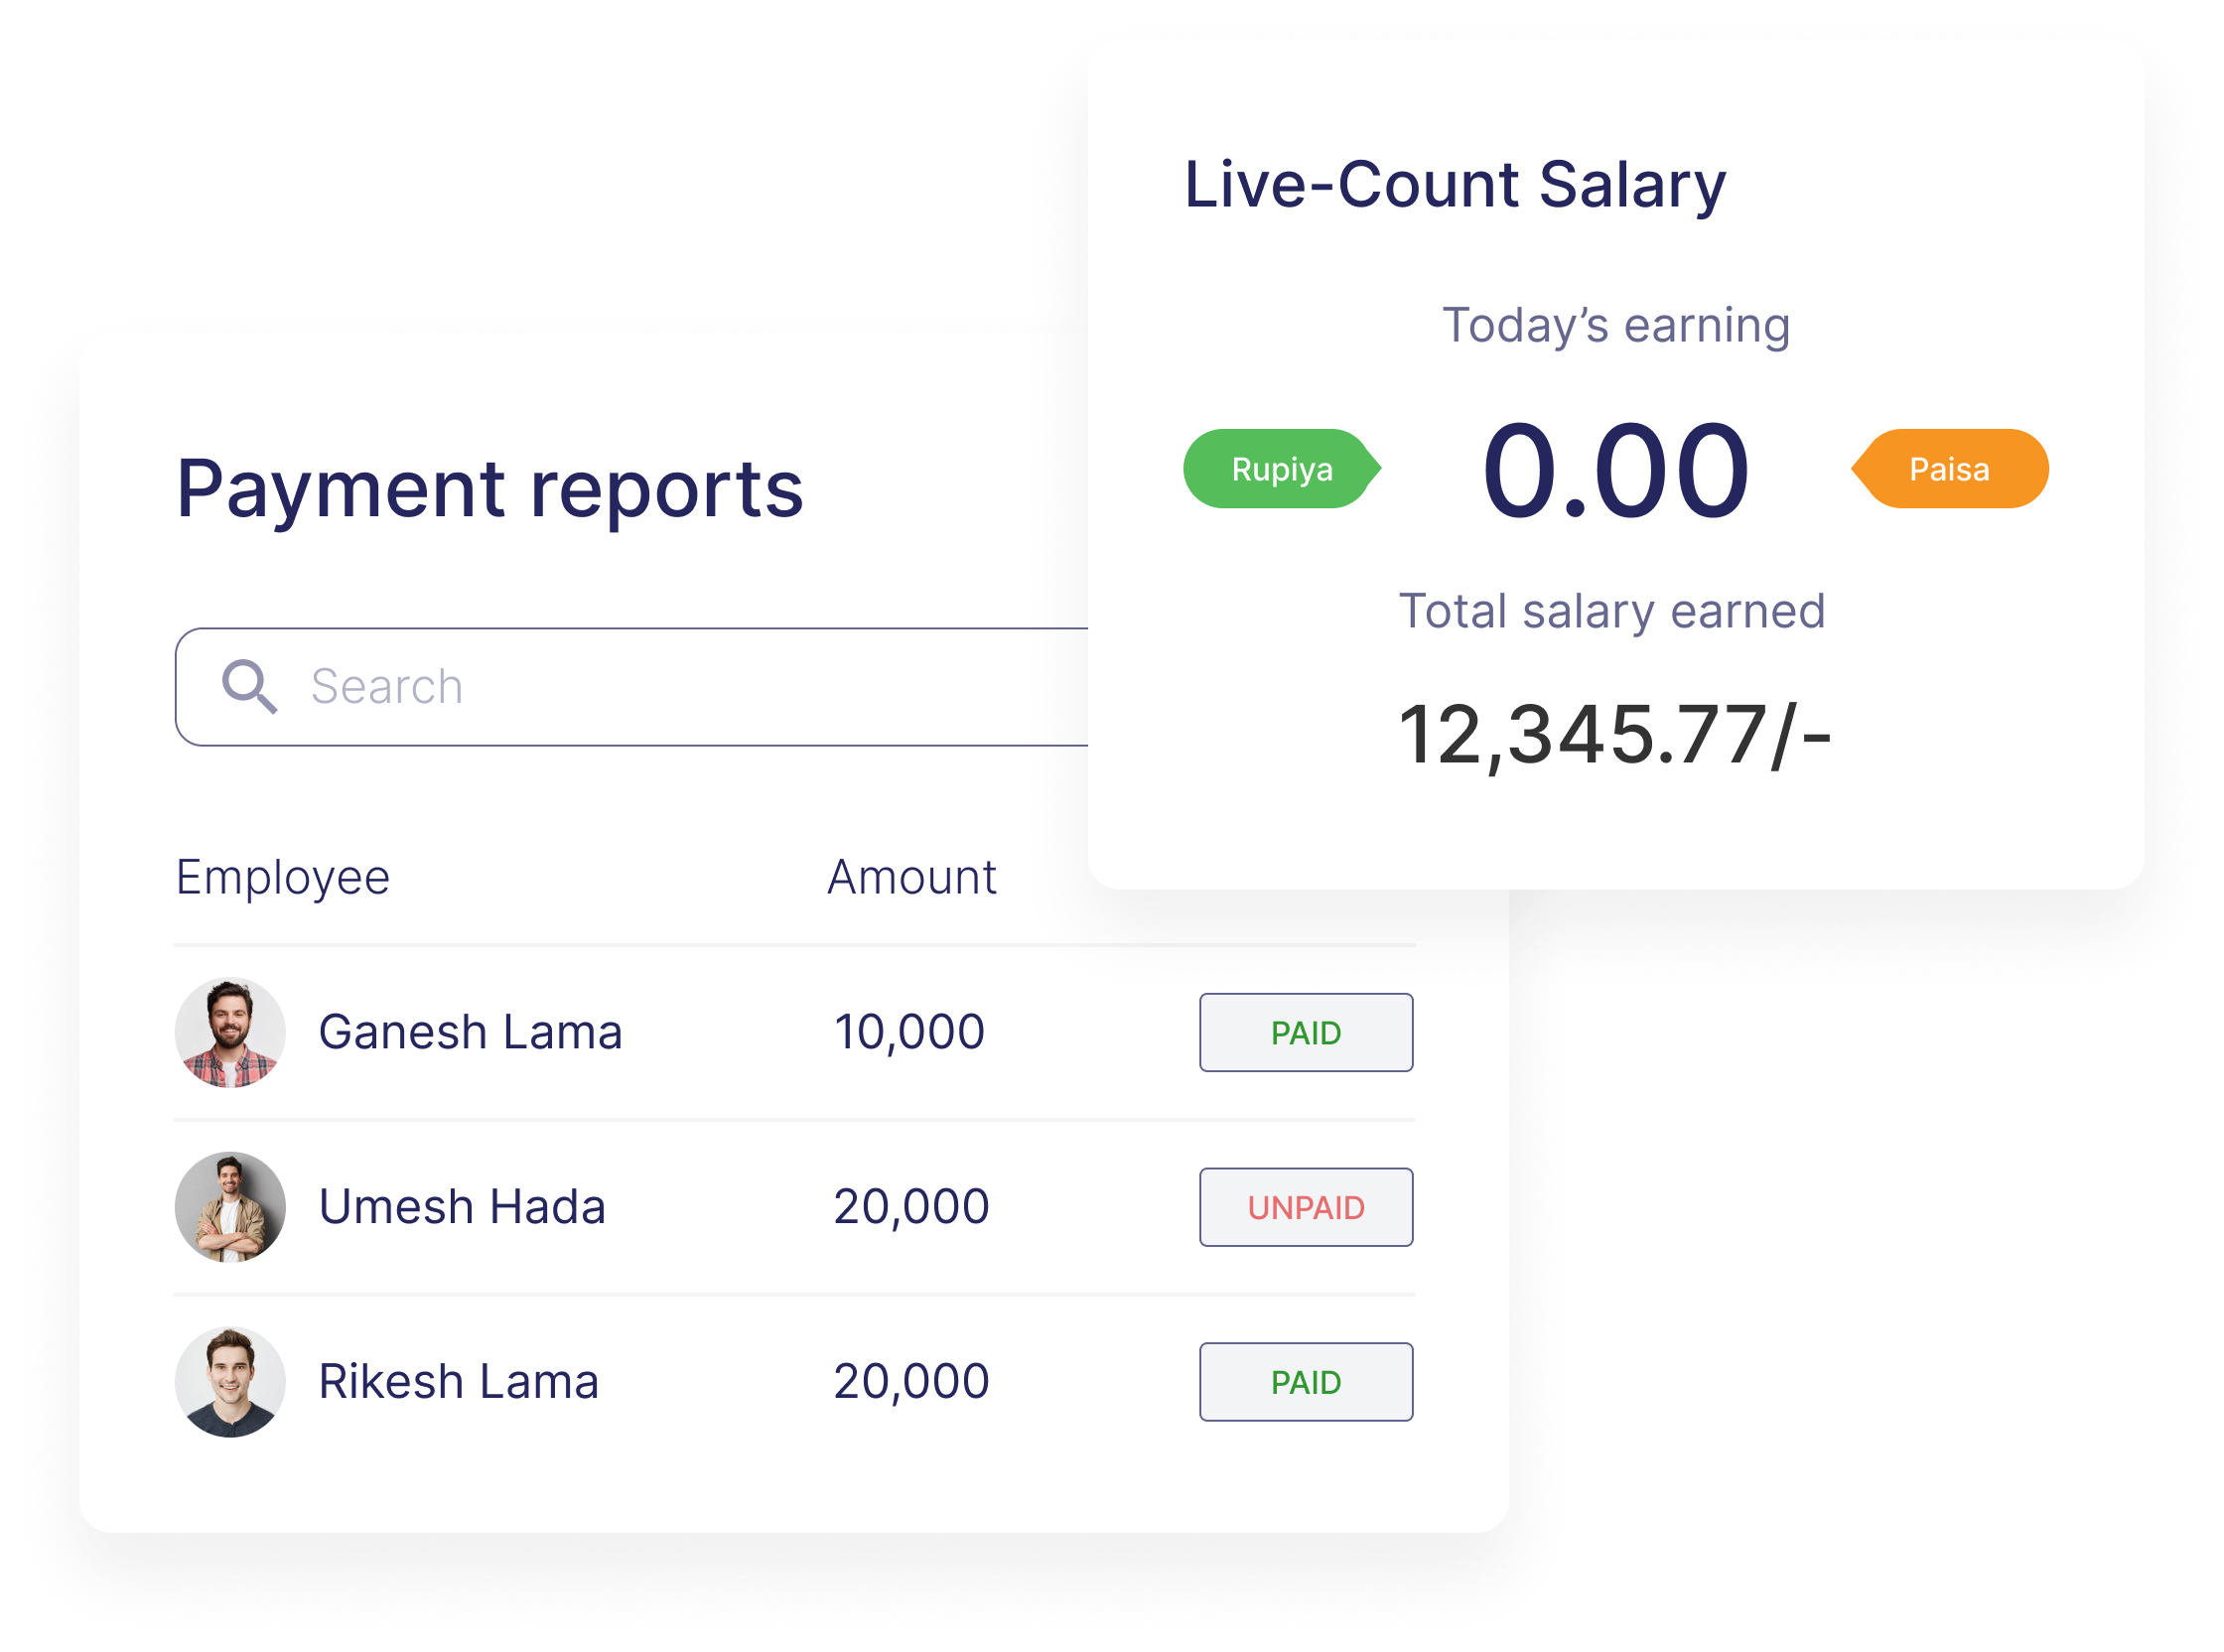 Live-Count Salary
Today’s earning
Rupiya 0.00 Paisa
Total salary earned
12,345.77/-
Payment reports
Search
Employee Amount
Ganesh Lama 10,000 PAID
Umesh Hada 20,000 UNPAID
Rikesh Lama 20,000 PAID